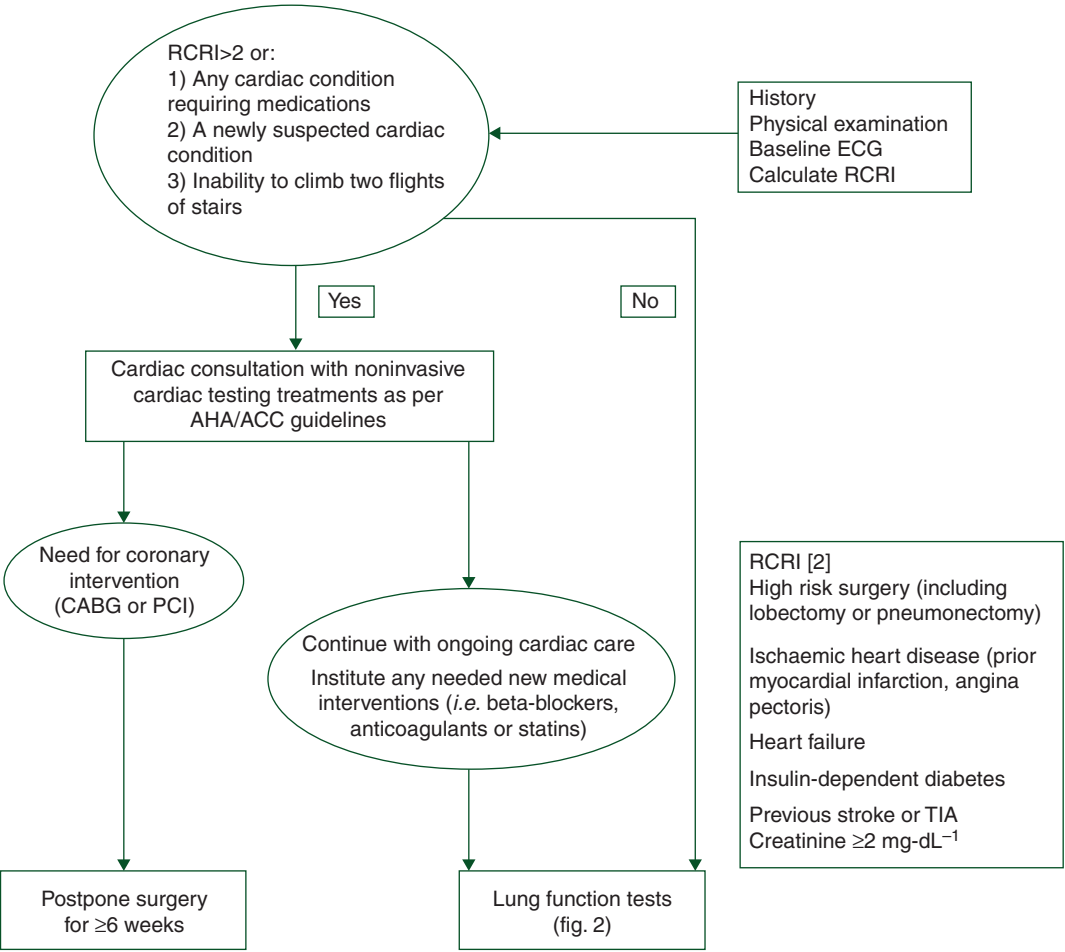 RCRI>2 or:
1) Any cardiac condition
requiring medications
2) A newly suspected cardiac
condition
3) Inability to climb two flights
of stairs
History
Physical examination
Baseline ECG
Calculate RCRI
Yes
No
Cardiac consultation with noninvasive
cardiac testing treatments as per
AHA/ACC guidelines
Need for coronary
intervention
(CABG or PCI)
Continue with ongoing cardiac care
Institute any needed new medical
interventions (i.e. beta-blockers,
anticoagulants or statins)
RCRI [2]
High risk surgery (including
lobectomy or pneumonectomy)
Ischaemic heart disease (prior
myocardial infarction, angina
pectoris)
Heart failure
Insulin-dependent diabetes
Previous stroke or TIA
Creatinine ≥2 mg-dL⁻¹
Postpone surgery
for ≥6 weeks
Lung function tests
(fig. 2)